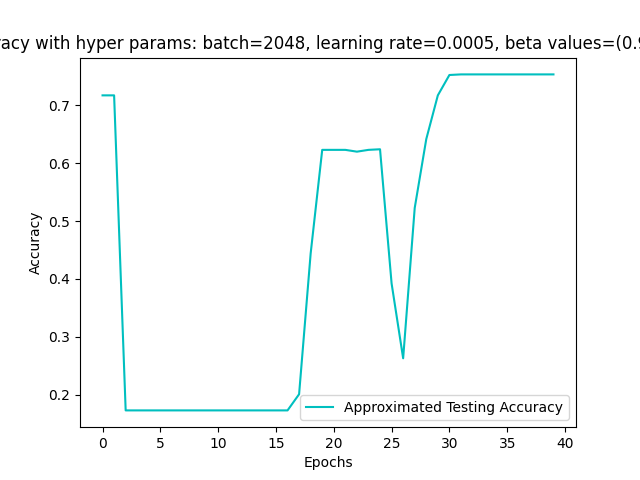 racy with hyper params: batch=2048, learning rate=0.0005, beta values=(0.9
0.7
0.6
0.5
0.4
0.3
0.2
Accuracy
Approximated Testing Accuracy
0 5 10 15 20 25 30 35 40
Epochs